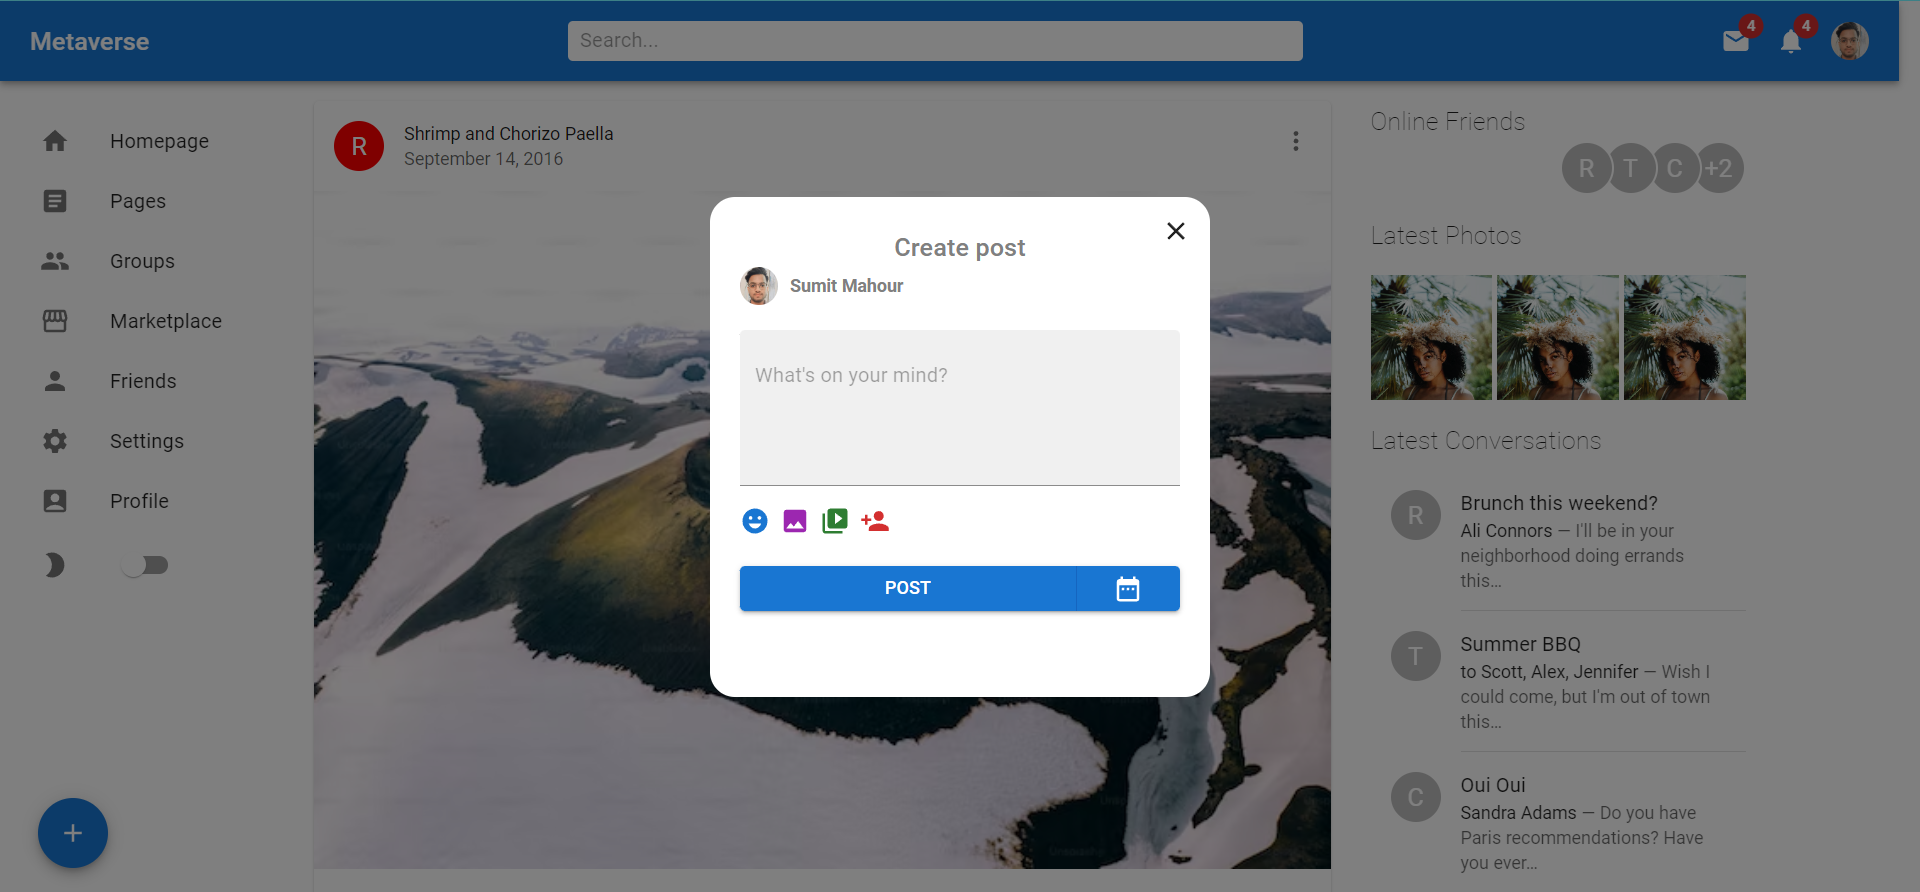 Metaverse
Search...
4
4
Homepage
Pages
Groups
Marketplace
Friends
Settings
Profile
R
Shrimp and Chorizo Paella
September 14, 2016
Create post
Sumit Mahour
What's on your mind?
POST
Online Friends
R
T
C
+2
Latest Photos
Latest Conversations
R
Brunch this weekend?
Ali Connors — I'll be in your
neighborhood doing errands
this...
T
Summer BBQ
to Scott, Alex, Jennifer — Wish I
could come, but I'm out of town
this...
C
Oui Oui
Sandra Adams — Do you have
Paris recommendations? Have
you ever...